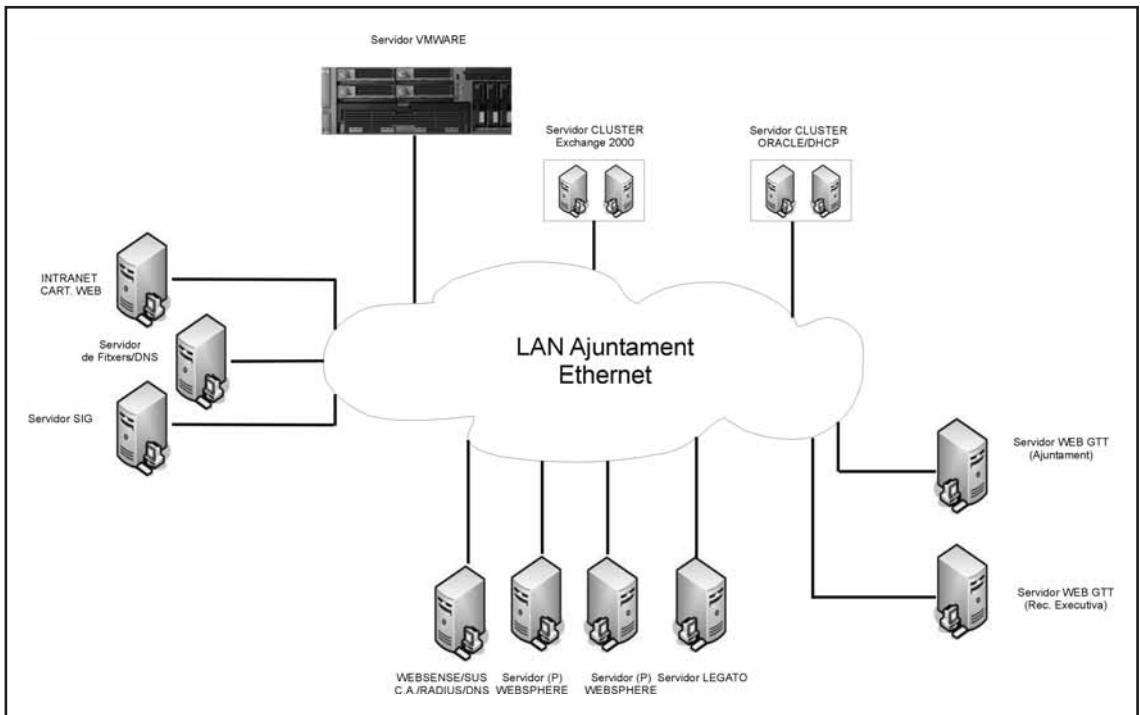 Servidor VMWARE
Servidor CLUSTER
Exchange 2000
Servidor CLUSTER
ORACLE/DHCP
INTRANET
CART. WEB
Servidor
de Fitxers/DNS
Servidor SIG
LAN Ajuntament
Ethernet
Servidor WEB GTT
(Ajuntament)
Servidor WEB GTT
(Rec. Executiva)
WEBSENSE/SUS
C.A./RADIUS/DNS
Servidor (P)
WEBSPHERE
Servidor (P)
WEBSPHERE
Servidor LEGATO